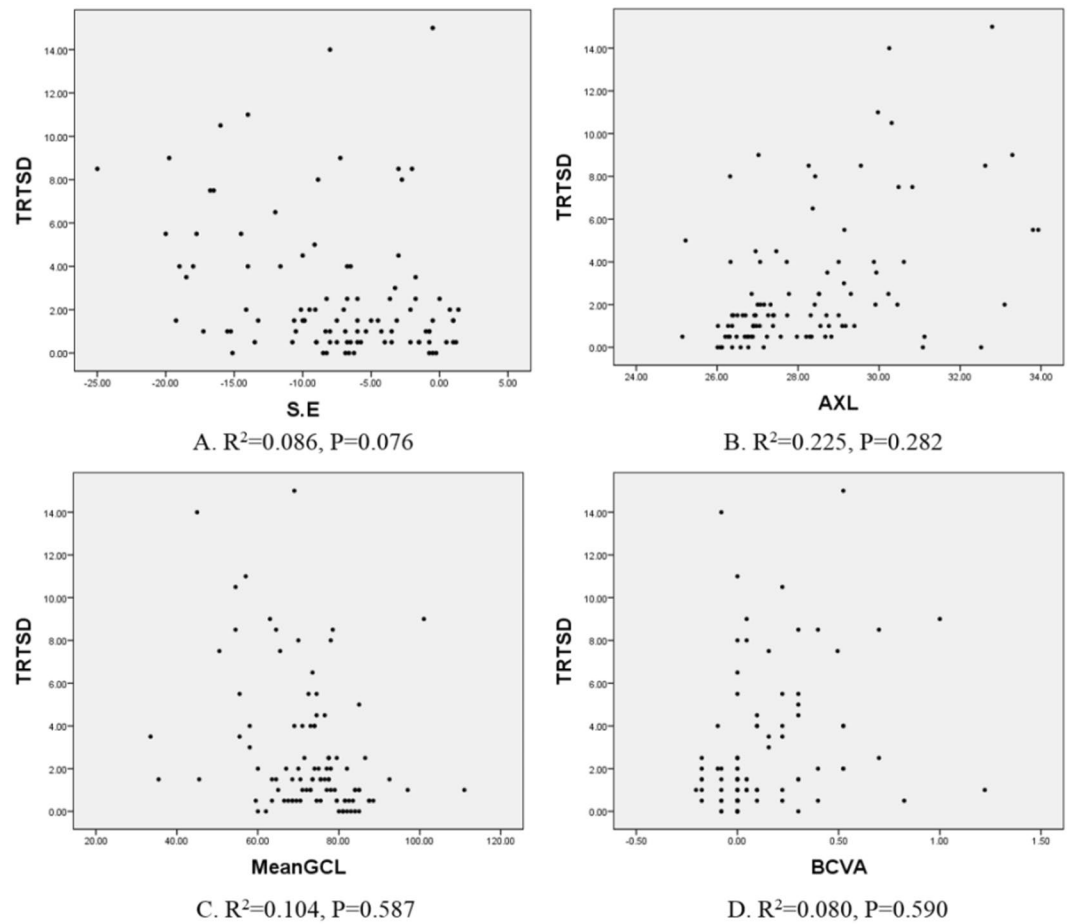 TRTSD
14.00
12.00
10.00
8.00
6.00
4.00
2.00
0.00
-25.00 -20.00 -15.00 -10.00 -5.00 0.00 5.00
S.E
A. R²=0.086, P=0.076
TRTSD
14.00
12.00
10.00
8.00
6.00
4.00
2.00
0.00
24.00 26.00 28.00 30.00 32.00 34.00
AXL
B. R²=0.225, P=0.282
TRTSD
14.00
12.00
10.00
8.00
6.00
4.00
2.00
0.00
20.00 40.00 60.00 80.00 100.00 120.00
MeanGCL
C. R²=0.104, P=0.587
TRTSD
14.00
12.00
10.00
8.00
6.00
4.00
2.00
0.00
-0.50 0.00 0.50 1.00 1.50
BCVA
D. R²=0.080, P=0.590